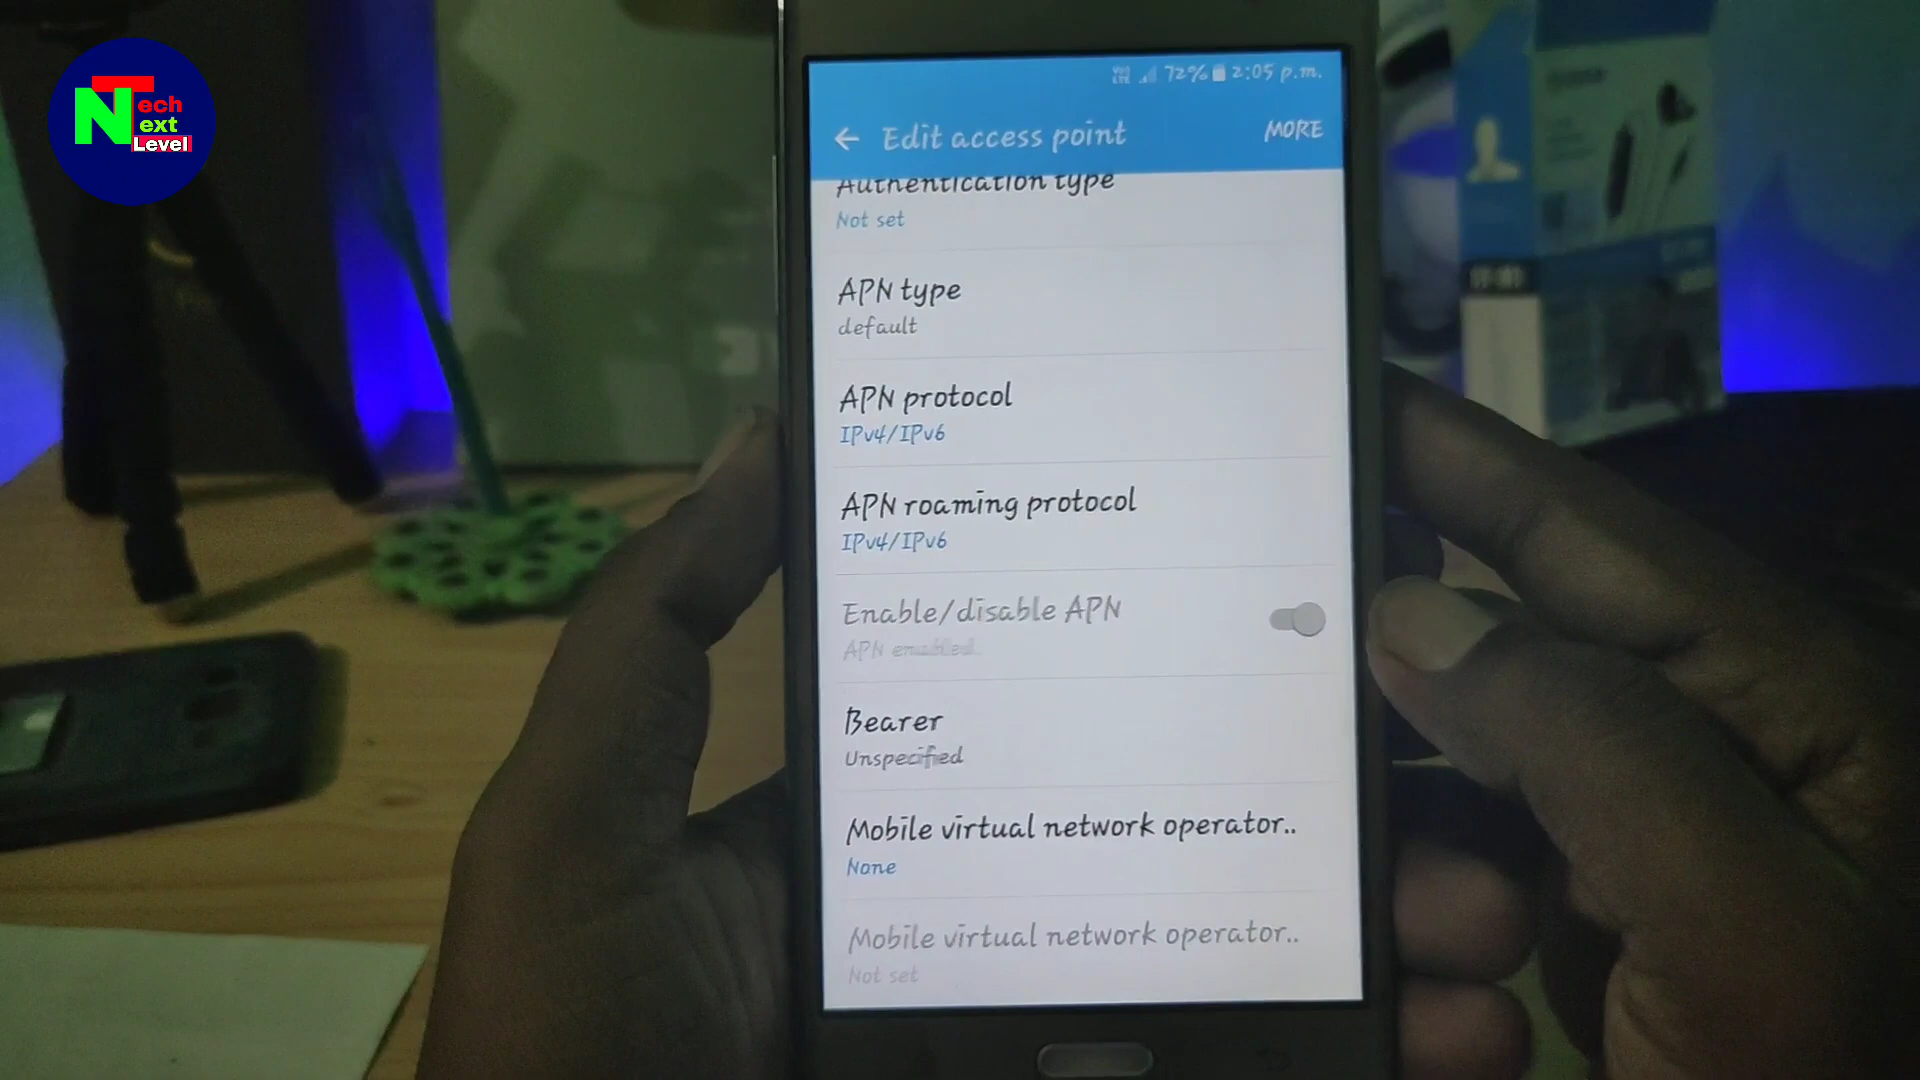 Tech
Next
Level
VoLTE 72% 2:05 p.m.
Edit access point
MORE
Authentication type
Not set
APN type
default
APN protocol
IPv4/IPv6
APN roaming protocol
IPv4/IPv6
Enable/disable APN
APN enabled.
Bearer
Unspecified
Mobile virtual network operator..
None
Mobile virtual network operator..
Not set